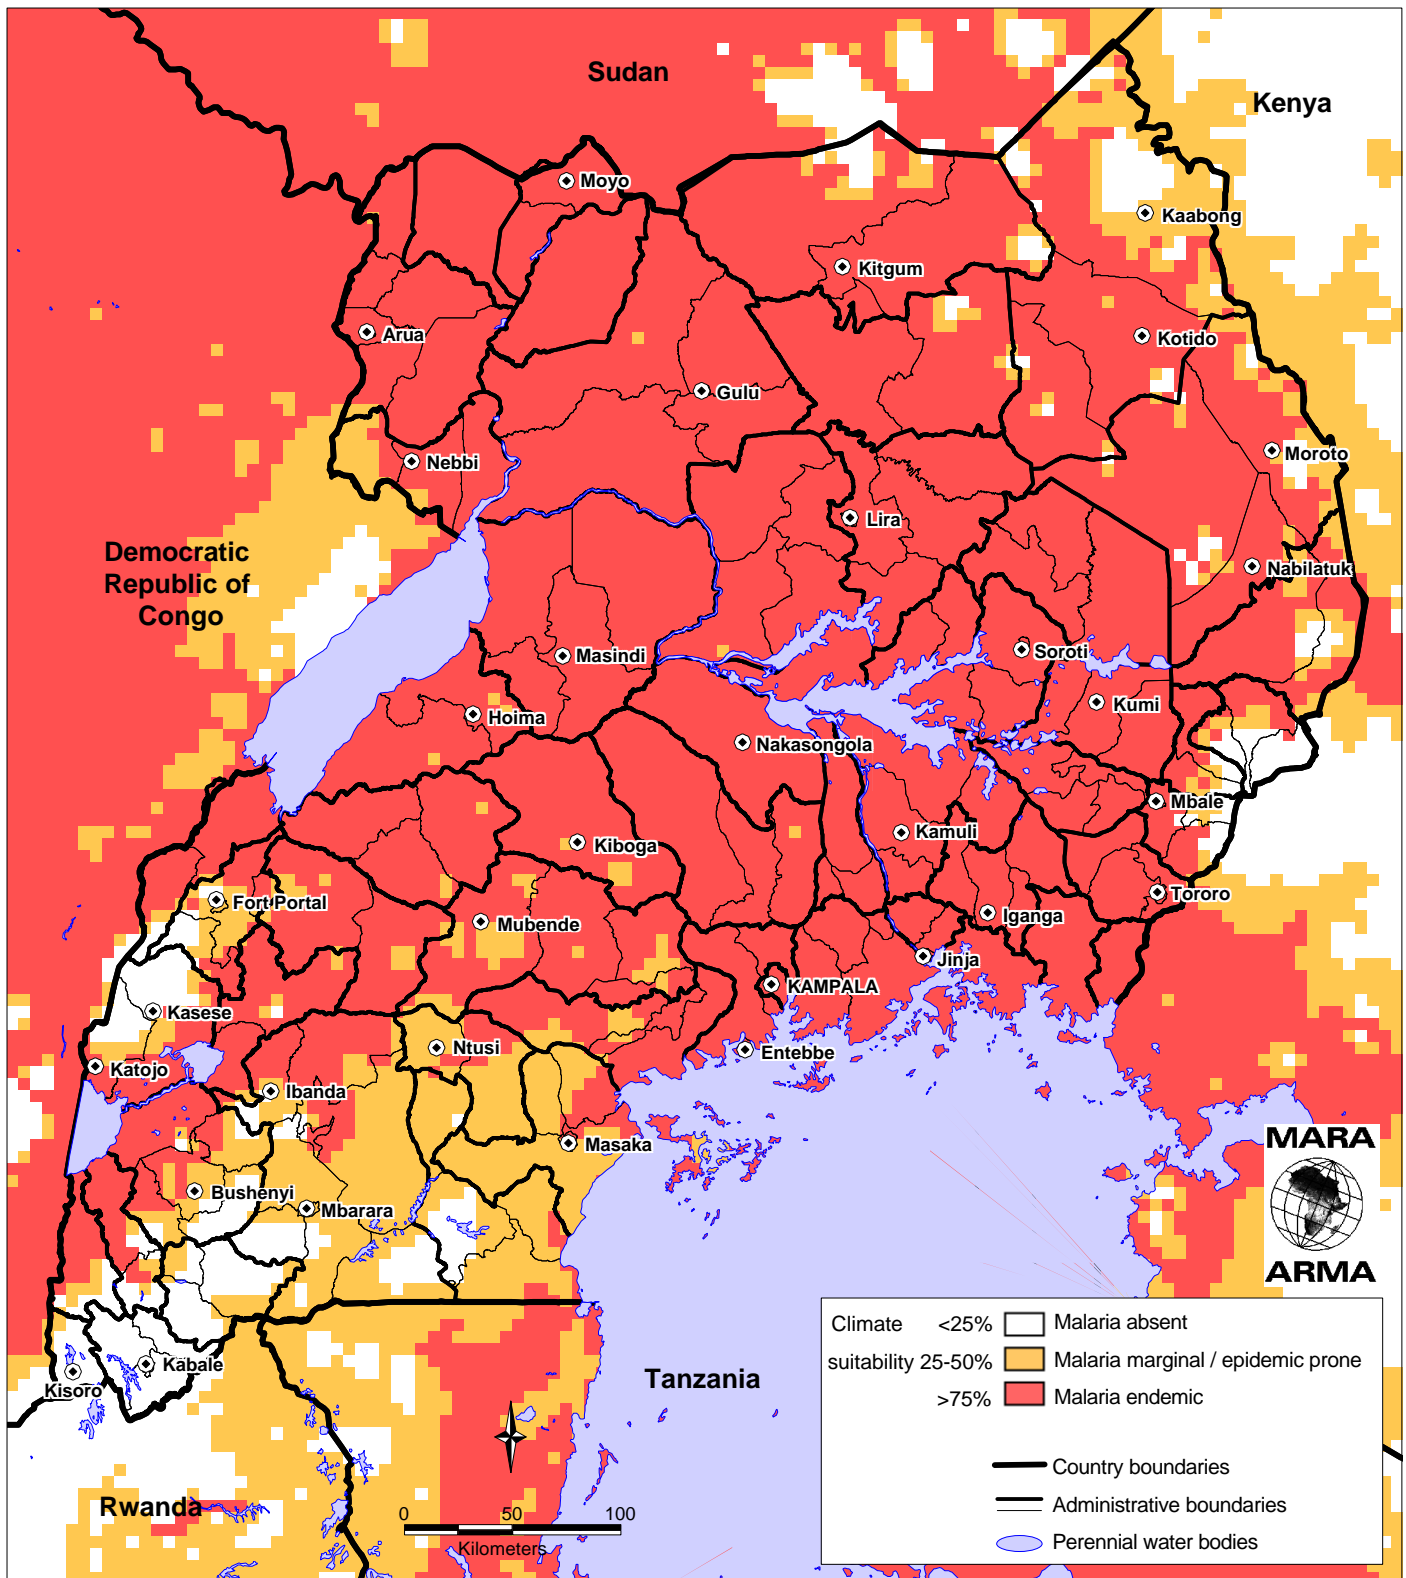 Sudan
Kenya
Moyo
Kaabong
Kitgum
Arua
Kotido
Gulu
Nebbi
Moroto
Lira
Democratic
Republic of
Congo
Nabilatuk
Masindi
Soroti
Hoima
Kumi
Nakasongola
Mbale
Kamuli
Kiboga
Fort Portal
Tororo
Mubende
Iganga
Jinja
KAMPALA
Kasese
Ntusi
Entebbe
Katojo
Ibanda
Masaka
MARA
Bushenyi
Mbarara
ARMA
Climate <25% Malaria absent
suitability 25-50% Malaria marginal / epidemic prone
>75% Malaria endemic
Kabale
Kisoro
Tanzania
Country boundaries
Rwanda
0 50 100
Administrative boundaries
Kilometers
Perennial water bodies